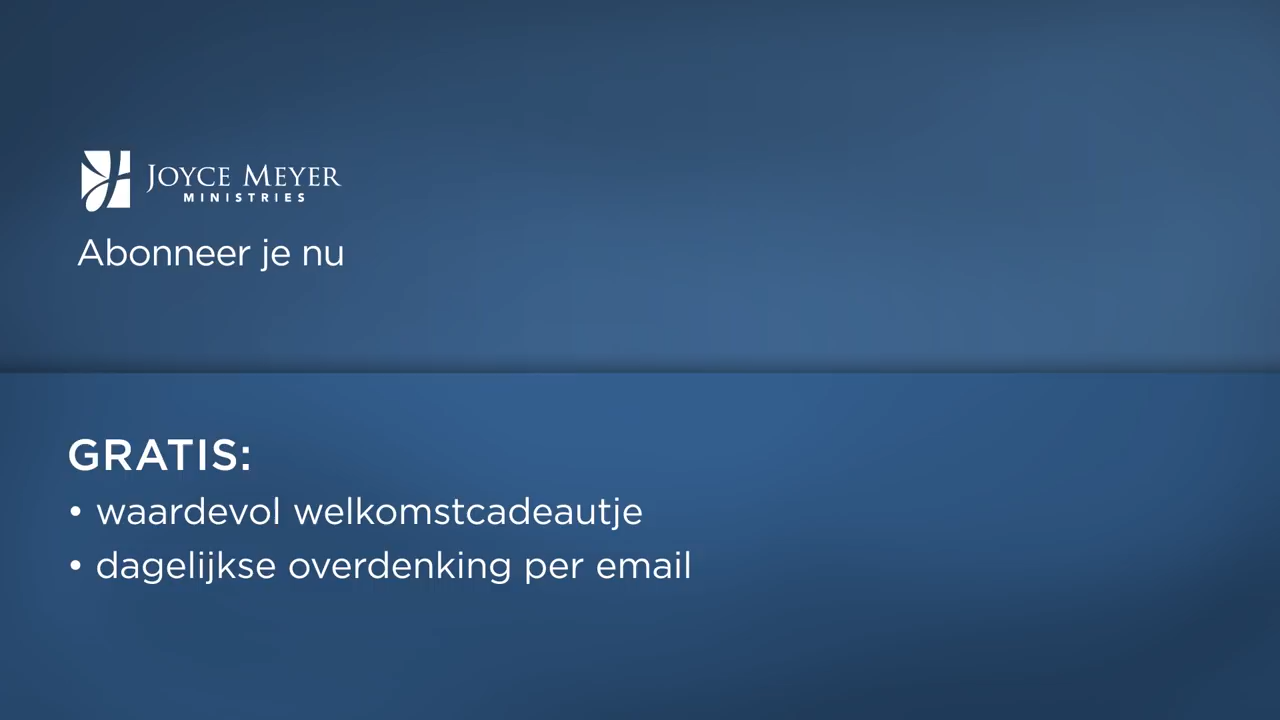 JOYCE MEYER
MINISTRIES
Abonneer je nu
GRATIS:
• waardevol welkomstcadeautje
• dagelijkse overdenking per email